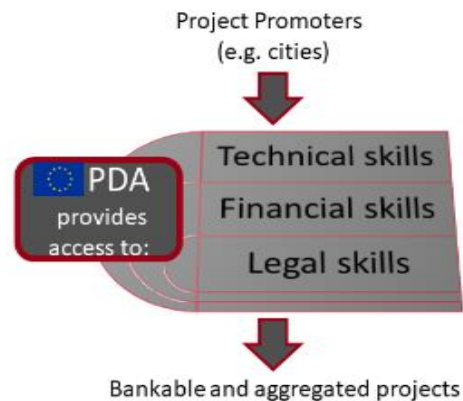 Project Promoters
(e.g. cities)
PDA
provides
access to:
Technical skills
Financial skills
Legal skills
Bankable and aggregated projects